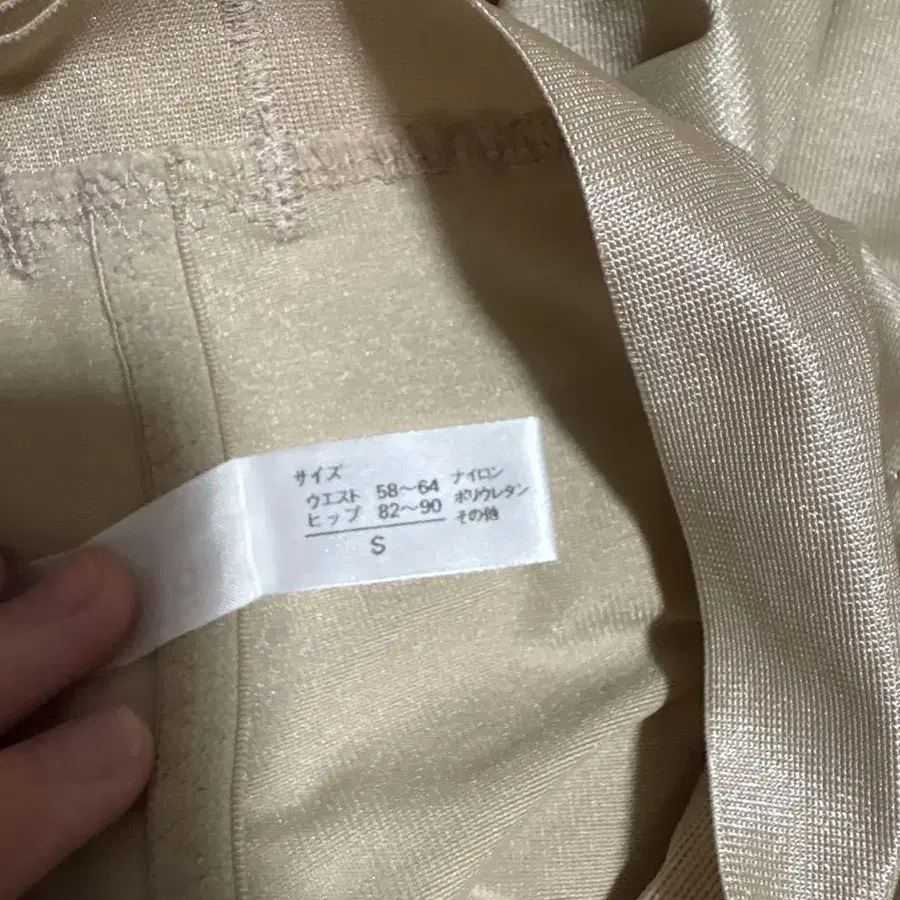 サイズ
ウエスト 58〜64 ナイロン
ヒップ 82〜90 ポリウレタン
S その他